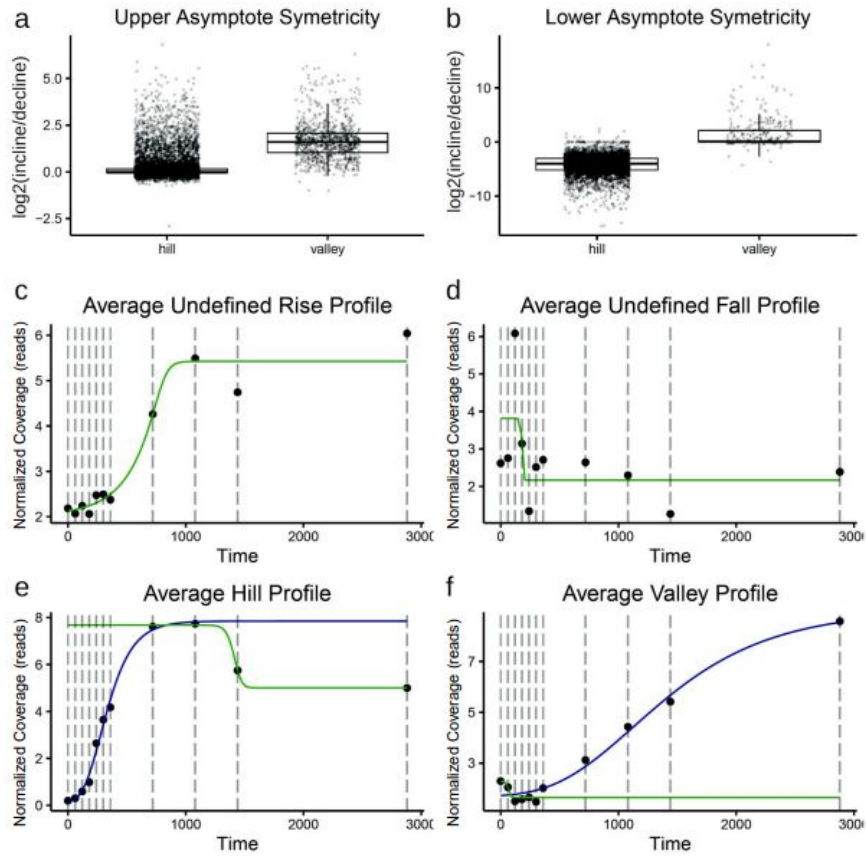 a
Upper Asymptote Symetricity
log2(incline/decline)
5.0
2.5
0.0
−2.5
hill
valley
b
Lower Asymptote Symetricity
log2(incline/decline)
10
0
−10
hill
valley
c
Average Undefined Rise Profile
Normalized Coverage (reads)
6
5
4
3
2
0
1000
2000
3000
Time
d
Average Undefined Fall Profile
Normalized Coverage (reads)
6
5
4
3
2
0
1000
2000
300
Time
e
Average Hill Profile
Normalized Coverage (reads)
8
6
4
2
0
0
1000
2000
300
Time
f
Average Valley Profile
Normalized Coverage (reads)
7
5
3
0
1000
2000
300
Time